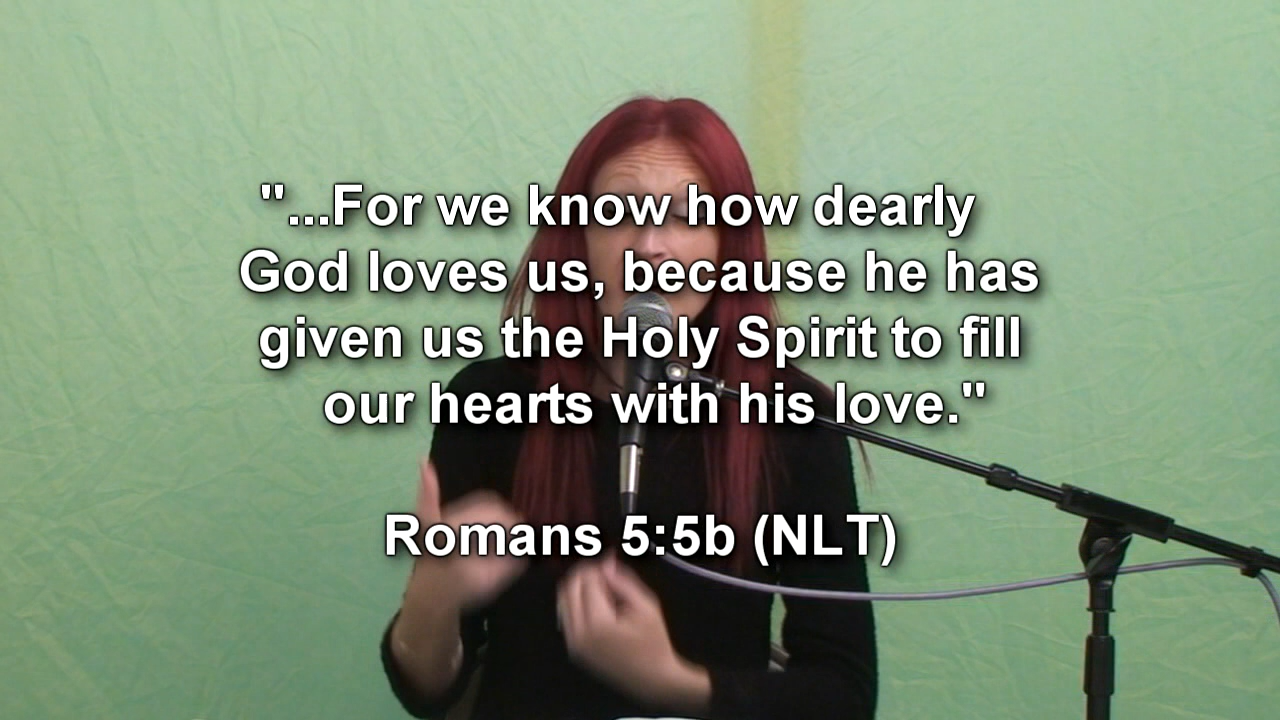 "...For we know how dearly
God loves us, because he has
given us the Holy Spirit to fill
our hearts with his love."
Romans 5:5b (NLT)